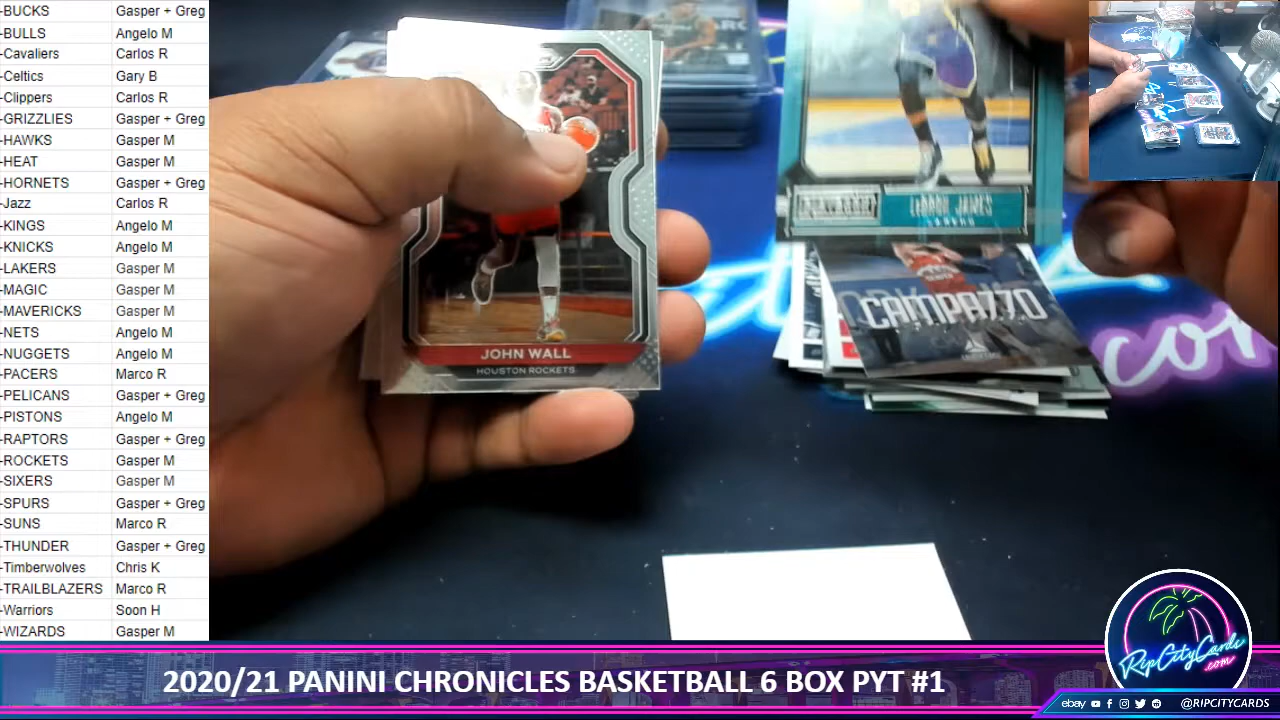 -BUCKS Gasper + Greg
-BULLS Angelo M
-Cavaliers Carlos R
-Celtics Gary B
-Clippers Carlos R
-GRIZZLIES Gasper + Greg
-HAWKS Gasper M
-HEAT Gasper M
-HORNETS Gasper + Greg
-Jazz Carlos R
-KINGS Angelo M
-KNICKS Angelo M
-LAKERS Gasper M
-MAGIC Gasper M
-MAVERICKS Gasper M
-NETS Angelo M
-NUGGETS Angelo M
-PACERS Marco R
-PELICANS Gasper + Greg
-PISTONS Angelo M
-RAPTORS Gasper + Greg
-ROCKETS Gasper M
-SIXERS Gasper M
-SPURS Gasper + Greg
-SUNS Marco R
-THUNDER Gasper + Greg
-Timberwolves Chris K
-TRAILBLAZERS Marco R
-Warriors Soon H
-WIZARDS Gasper M
JOHN WALL
HOUSTON ROCKETS
LEBRON JAMES
LAKERS
CAMPAZZO
RipCityCards
.com
2020/21 PANINI CHRONICLES BASKETBALL 6 BOX PYT #1
ebay @RIPCITYCARDS